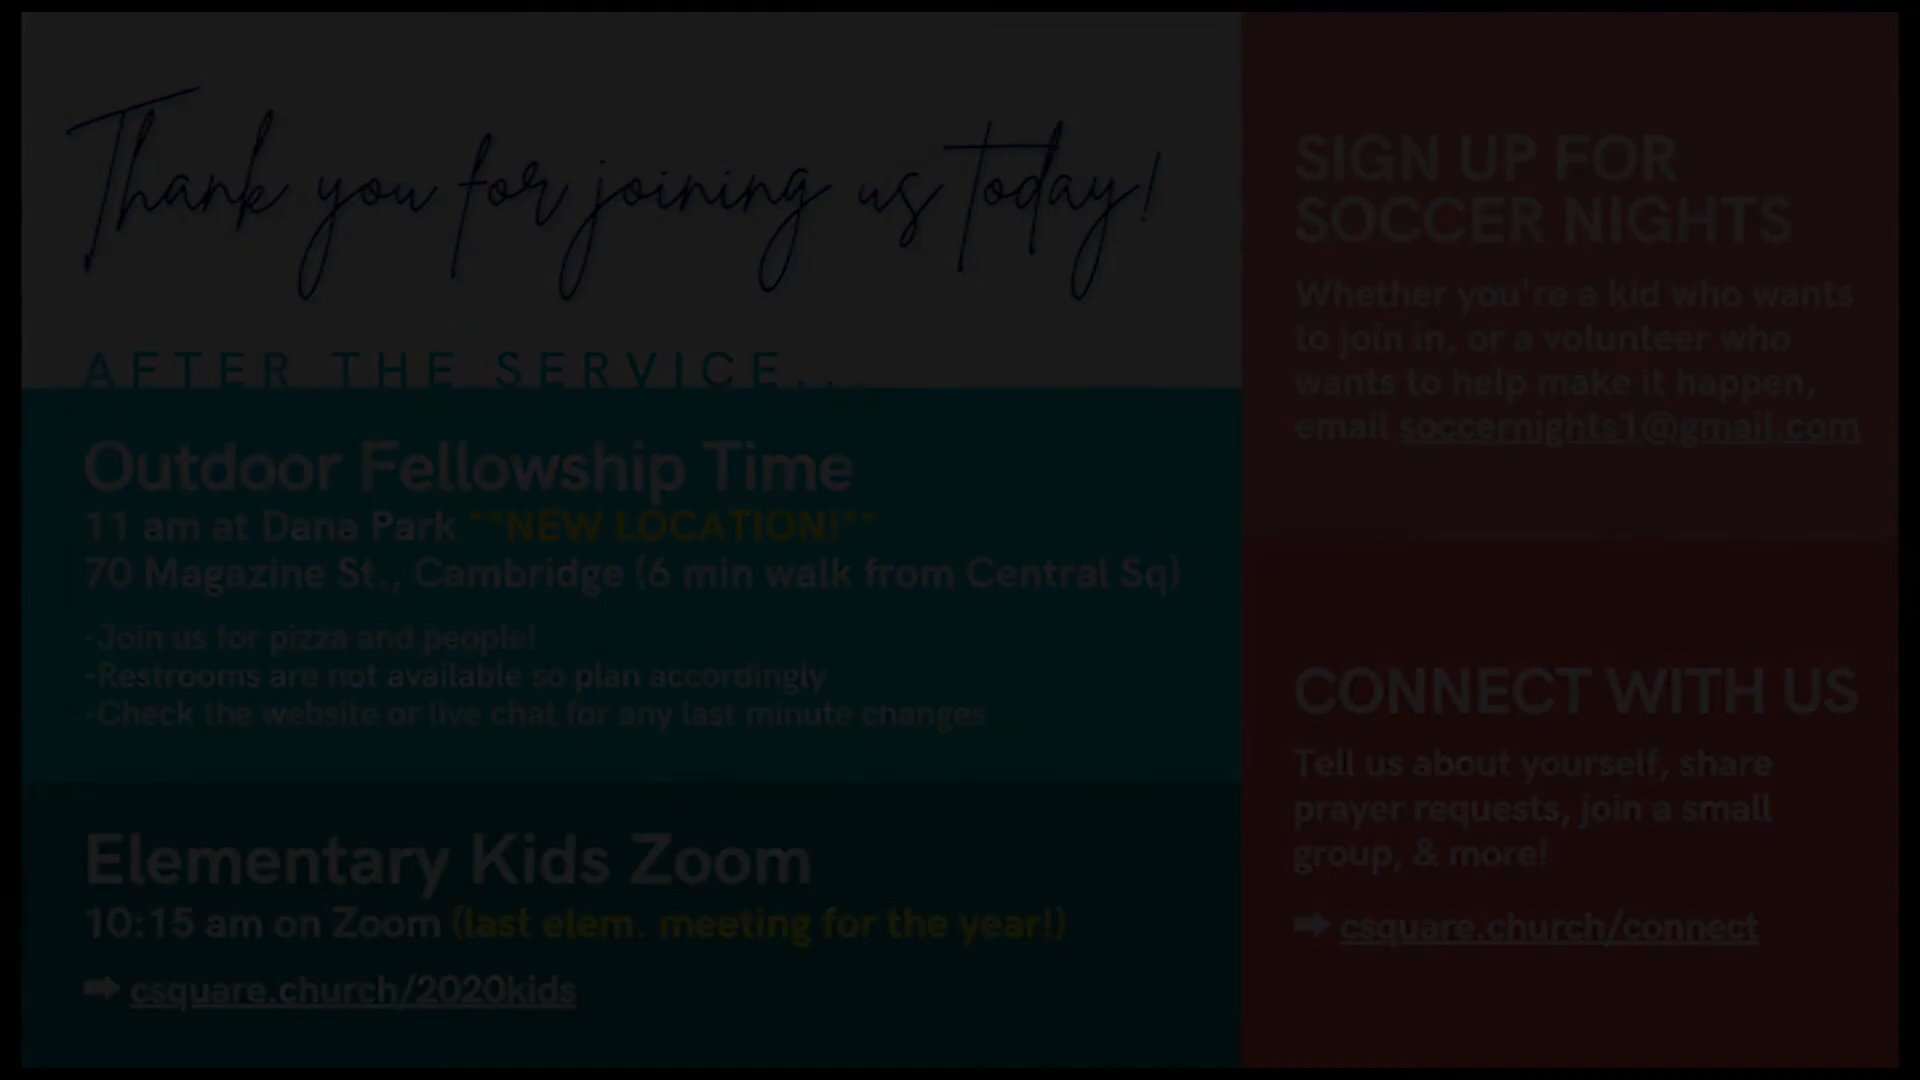 Thank you for joining us today!
AFTER THE SERVICE..
Outdoor Fellowship Time
11 am at Dana Park **NEW LOCATION!**
70 Magazine St., Cambridge (6 min walk from Central Sq)
-Join us for pizza and people!
-Restrooms are not available so plan accordingly
-Check the website or live chat for any last minute changes
Elementary Kids Zoom
10:15 am on Zoom (last elem. meeting for the year!)
➡ csquare.church/2020kids
SIGN UP FOR
SOCCER NIGHTS
Whether you're a kid who wants
to join in, or a volunteer who
wants to help make it happen,
email soccernights1@gmail.com
CONNECT WITH US
Tell us about yourself, share
prayer requests, join a small
group, & more!
➡ csquare.church/connect